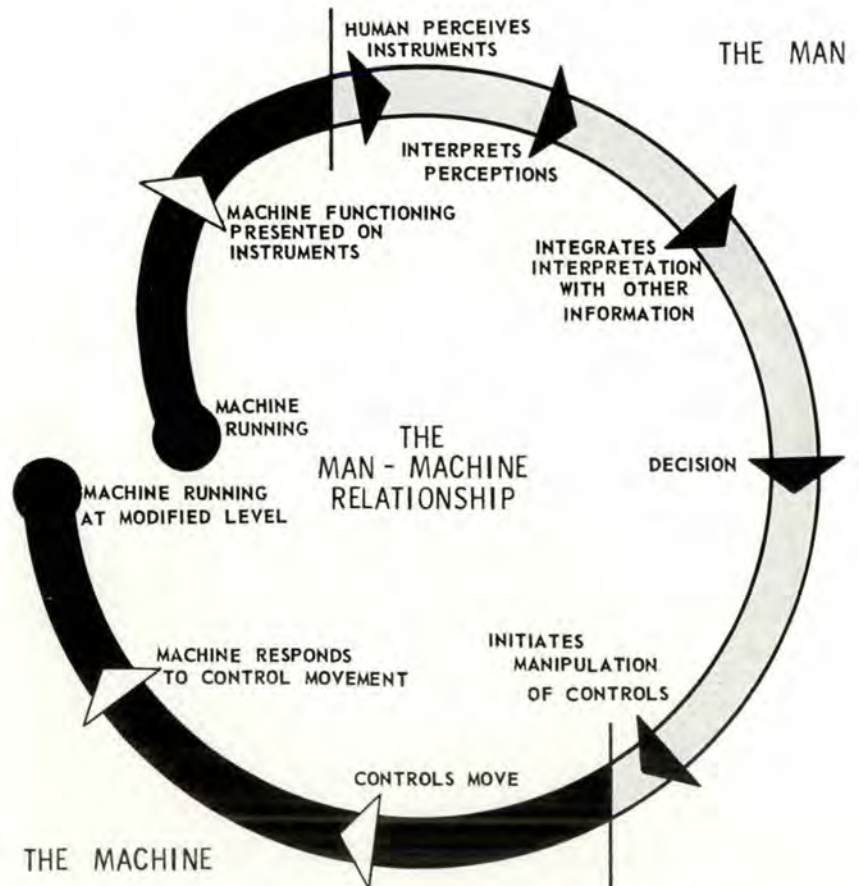 HUMAN PERCEIVES
INSTRUMENTS
THE MAN
INTERPRETS
PERCEPTIONS
MACHINE FUNCTIONING
PRESENTED ON
INSTRUMENTS
INTEGRATES
INTERPRETATION
WITH OTHER
INFORMATION
MACHINE
RUNNING
THE
MAN - MACHINE
RELATIONSHIP
DECISION
MACHINE RUNNING
AT MODIFIED LEVEL
INITIATES
MANIPULATION
OF CONTROLS
MACHINE RESPONDS
TO CONTROL MOVEMENT
CONTROLS MOVE
THE MACHINE